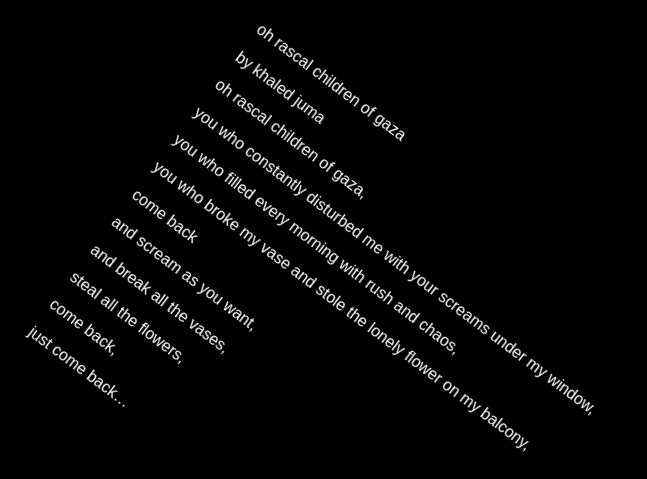 oh rascal children of gaza
by khaled juma
oh rascal children of gaza,
you who constantly disturbed me with your screams under my window,
you who filled every morning with rush and chaos,
you who broke my vase and stole the lonely flower on my balcony,
come back
and scream as you want,
and break all the vases,
steal all the flowers,
come back,
just come back...